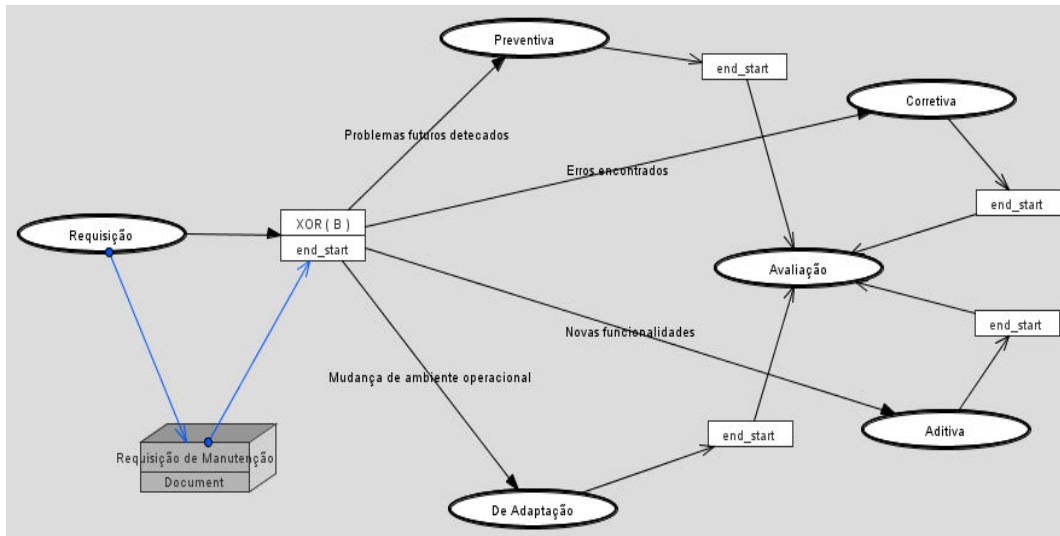 Preventiva
end_start
Corretiva
Problemas futuros detecados
Erros encontrados
end_start
XOR ( B )
Requisição
end_start
Avaliação
end_start
Novas funcionalidades
Mudança de ambiente operacional
end_start
Aditiva
Requisição de Manutenção
Document
De Adaptação